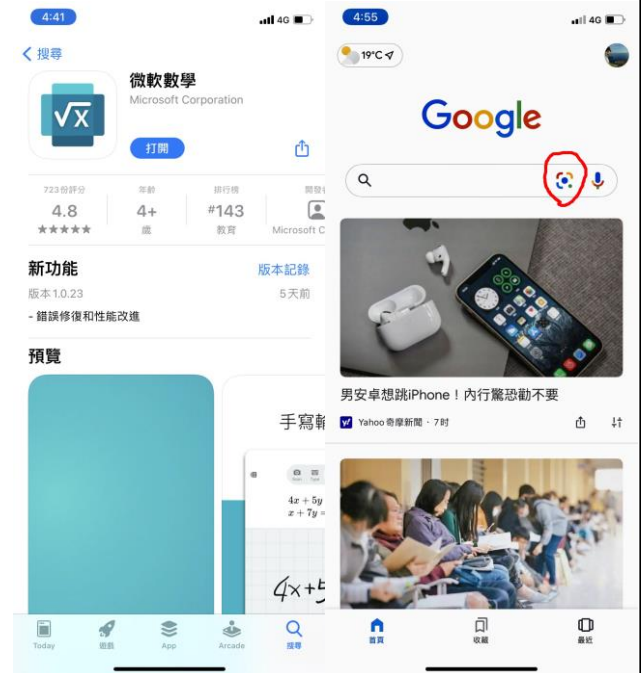 4:41
4G
搜尋
微軟數學
Microsoft Corporation
打開
723份評分
年齡
排行榜
4.8
4+
#143
歲
教育
Microsoft C
新功能
版本記錄
版本 1.0.23
5 天前
- 錯誤修復和性能改進
預覽
手寫
4x + 5y
x + 7y =
4x+5
Today
遊戲
App
Arcade
搜尋
4:55
4G
19°C
Google
男安卓想跳iPhone！內行驚恐勸不要
Yahoo奇摩新聞・7时
首頁
收藏
最近